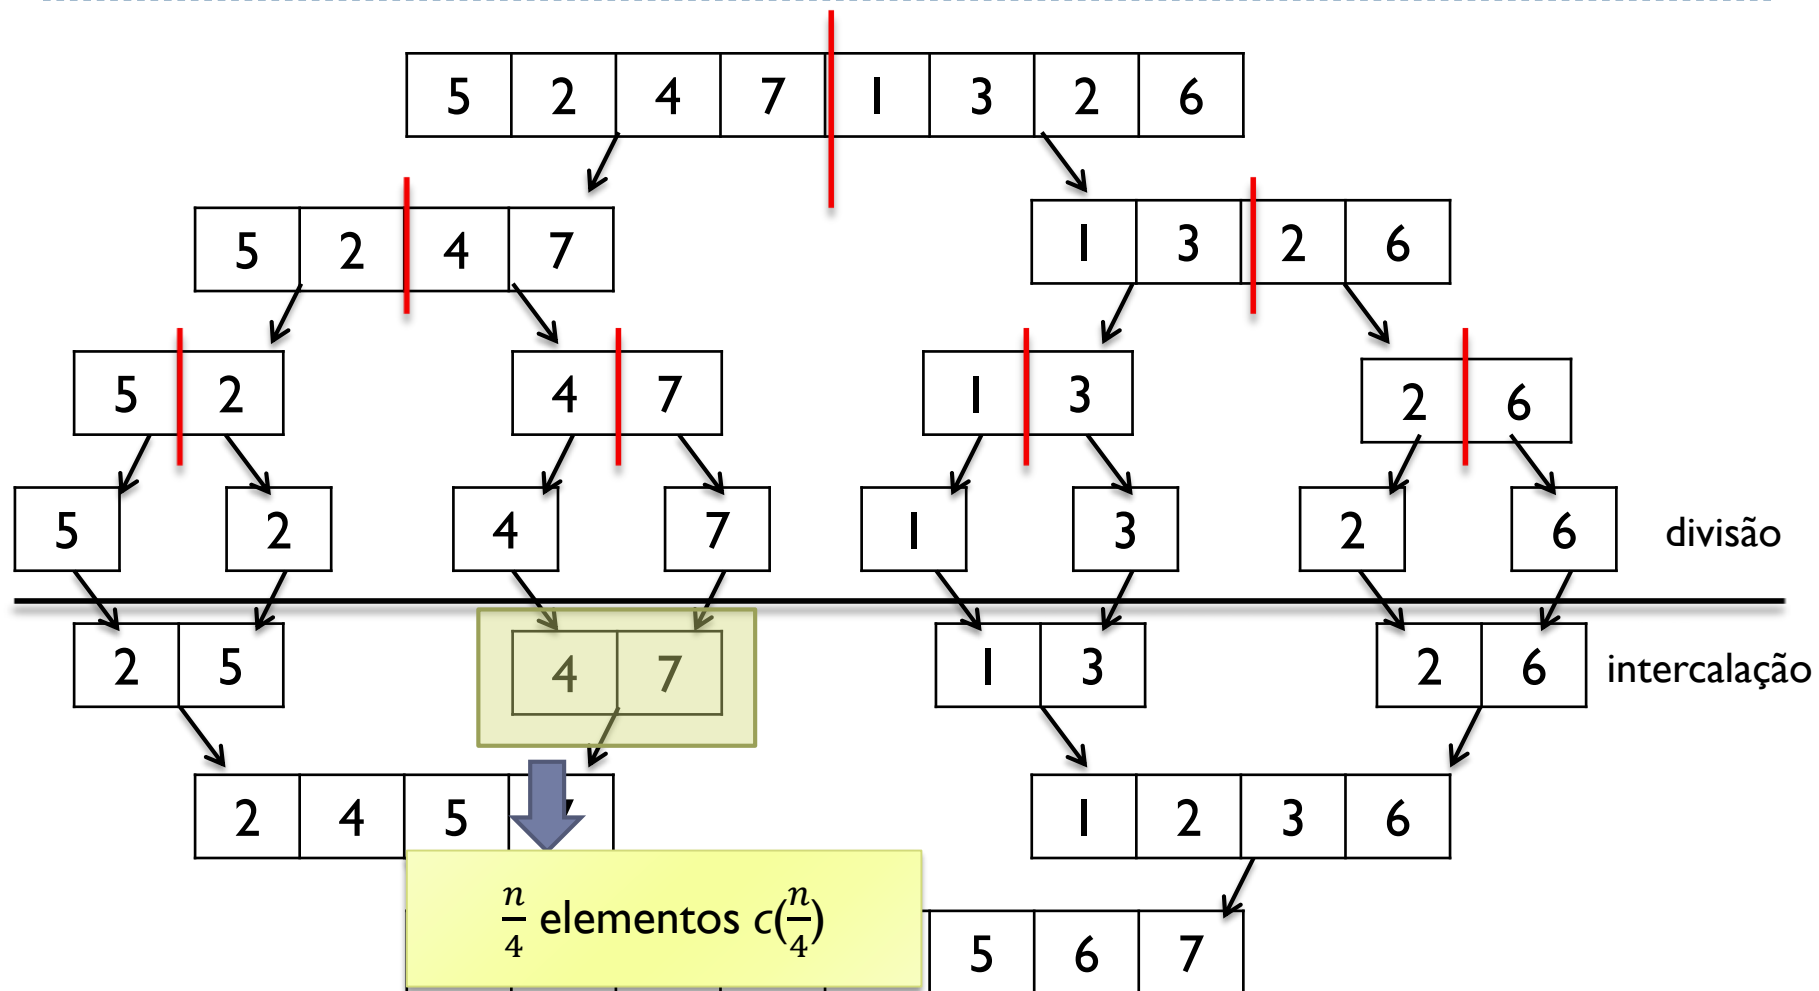 5 2 4 7 1 3 2 6
5 2 4 7 1 3 2 6
5 2 4 7 1 3 2 6
5 2 4 7 1 3 2 6 divisão
2 5 4 7 1 3 2 6 intercalação
2 4 5 1 2 3 6
n/4 elementos c(n/4)
5 6 7